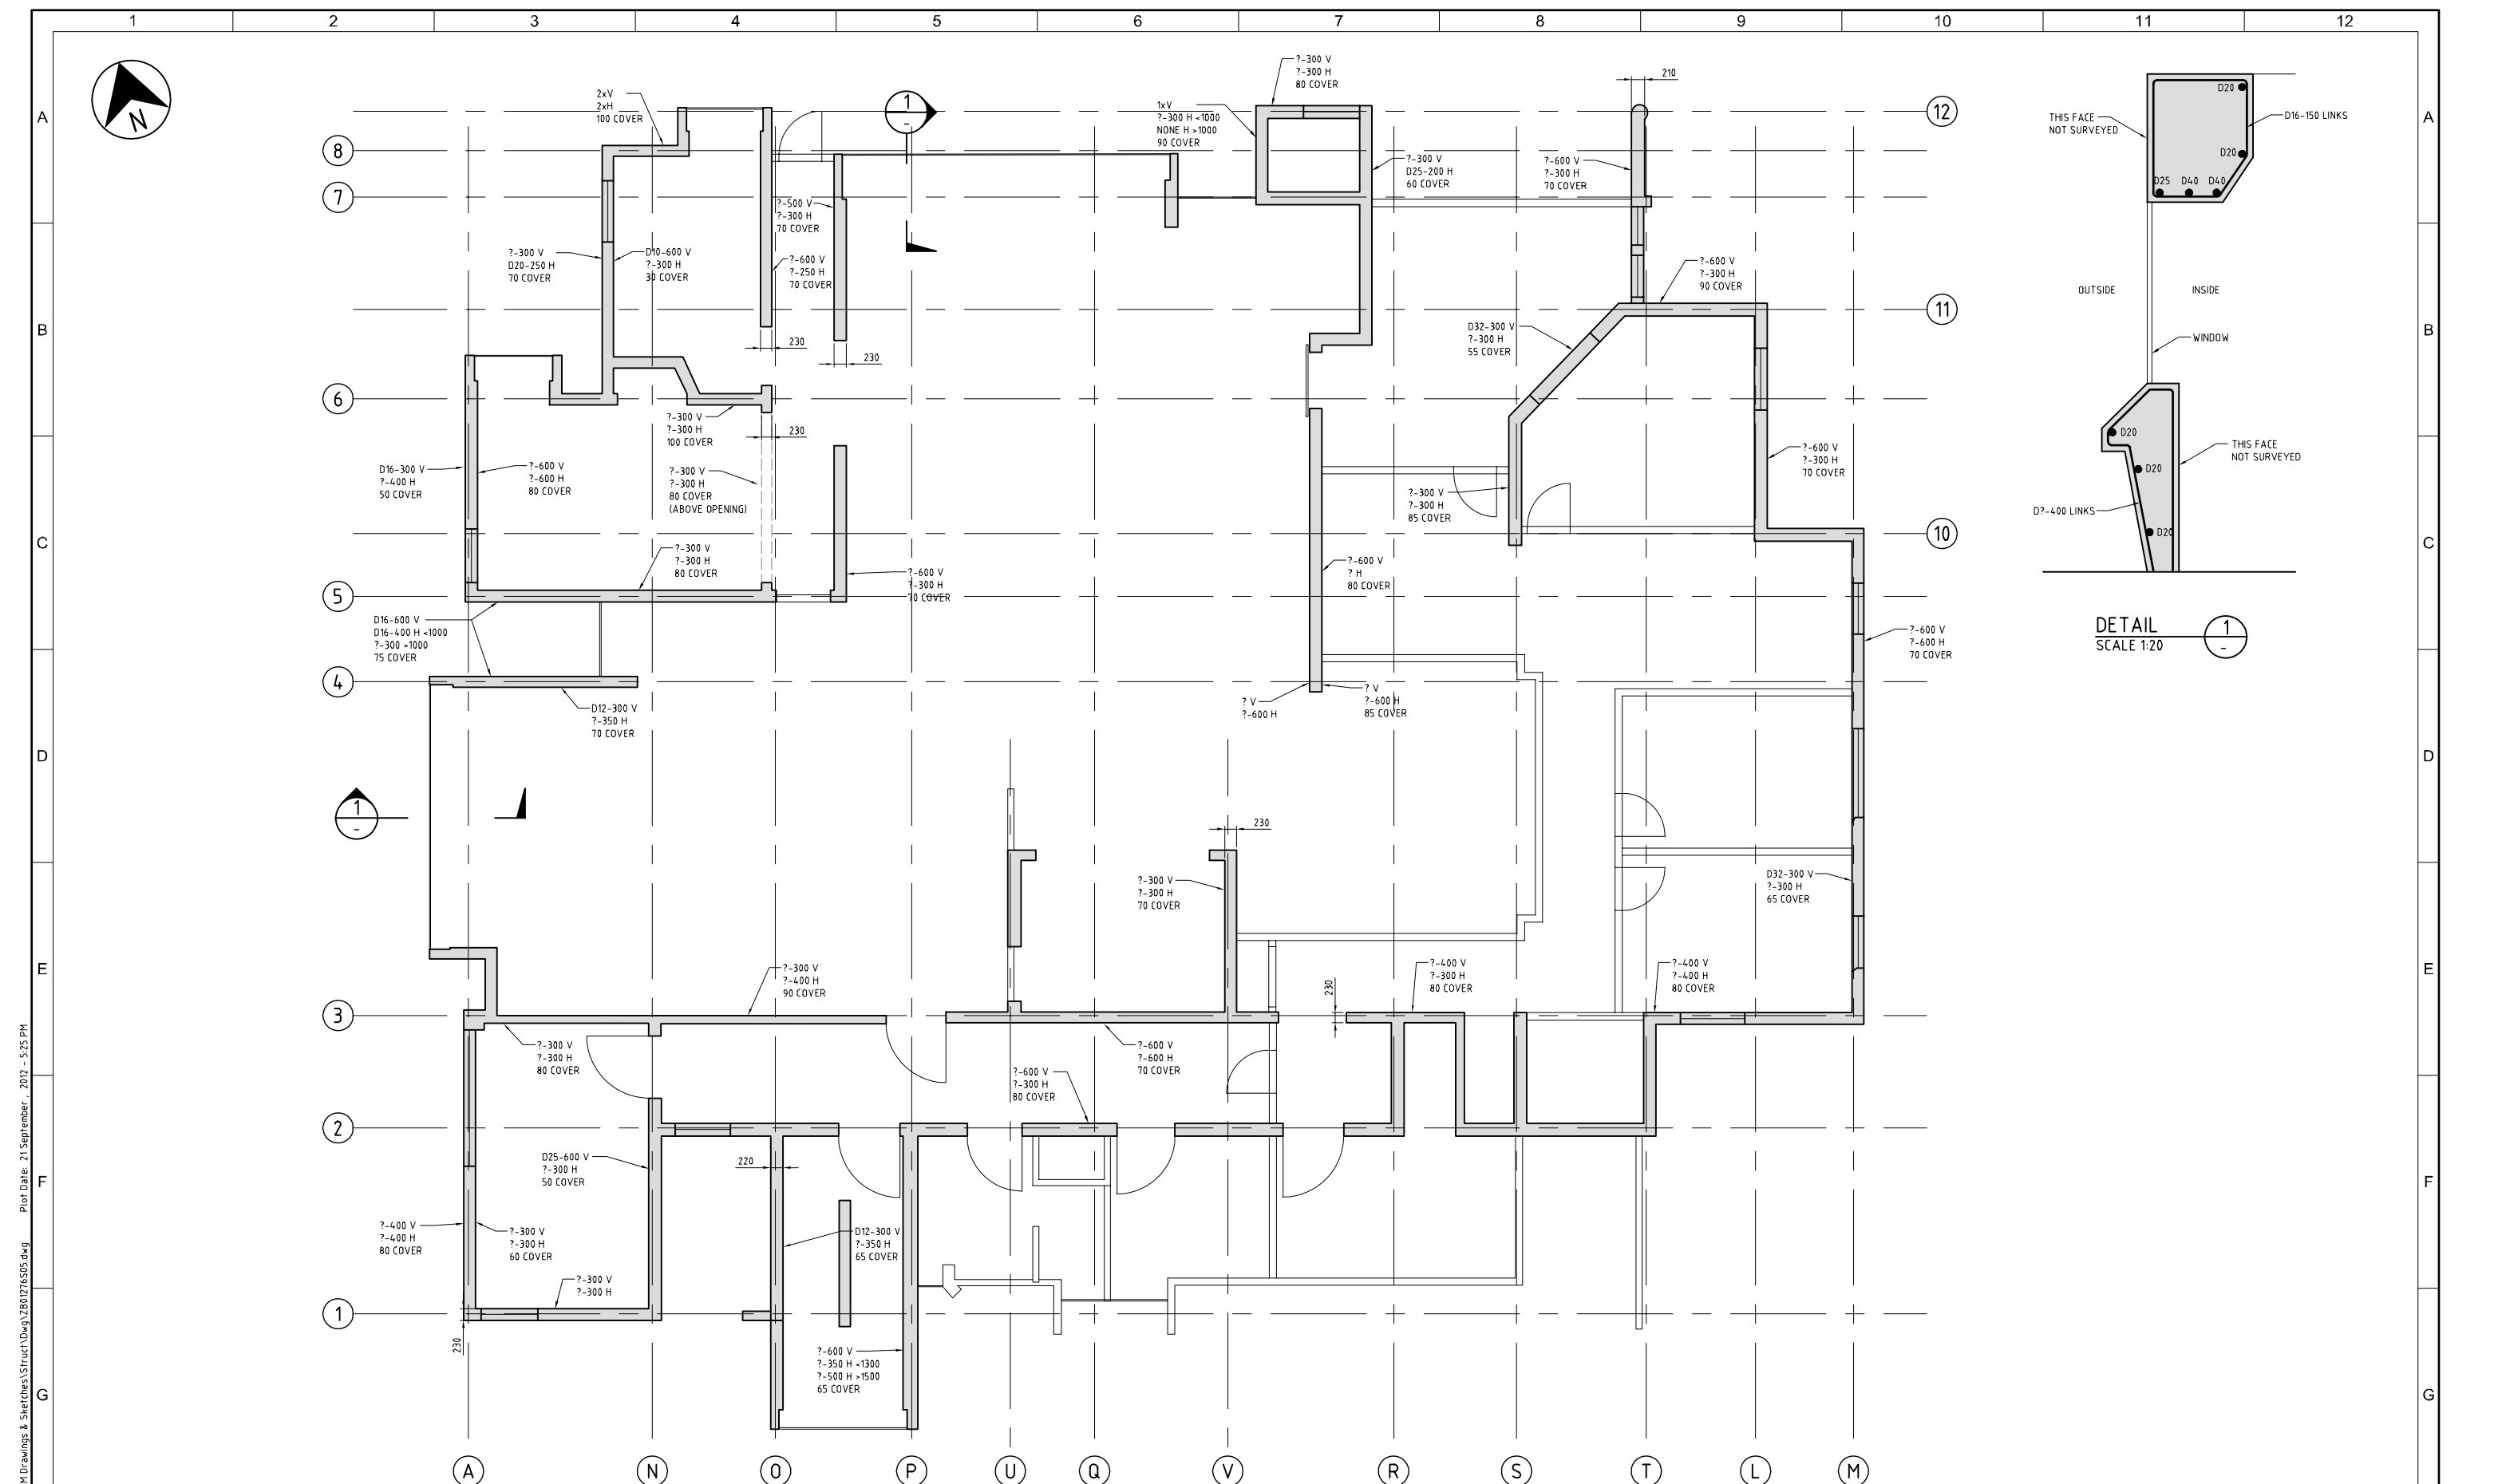 1 2 3 4 5 6 7 8 9 10 11 12
A
B
C
D
E
F
G
A
B
C
D
E
F
G
N
8
7
6
5
4
3
2
1
12
11
10
A N O P U Q V R S T L M
1
-
1
-
2xV
2xH
100 COVER
?-300 V
D20-250 H
70 COVER
D10-600 V
?-300 H
30 COVER
?-500 V
?-300 H
70 COVER
?-600 V
?-250 H
70 COVER
230
230
1xV
?-300 H <1000
NONE H >1000
90 COVER
?-300 V
?-300 H
80 COVER
?-300 V
D25-200 H
60 COVER
?-600 V
?-300 H
70 COVER
210
?-600 V
?-300 H
90 COVER
D32-300 V
?-300 H
55 COVER
?-300 V
?-300 H
100 COVER
230
D16-300 V
?-400 H
50 COVER
?-600 V
?-600 H
80 COVER
?-300 V
?-300 H
80 COVER
(ABOVE OPENING)
?-300 V
?-300 H
80 COVER
?-600 V
?-300 H
70 COVER
?-300 V
?-300 H
85 COVER
?-600 V
?-300 H
70 COVER
?-600 V
? H
80 COVER
D16-600 V
D16-400 H <1000
?-300 >1000
75 COVER
?-600 V
?-600 H
70 COVER
D12-300 V
?-350 H
70 COVER
? V
?-600 H
? V
?-600 H
85 COVER
230
?-300 V
?-300 H
70 COVER
D32-300 V
?-300 H
65 COVER
?-300 V
?-400 H
90 COVER
230
?-400 V
?-300 H
80 COVER
?-400 V
?-400 H
80 COVER
?-300 V
?-300 H
80 COVER
?-600 V
?-600 H
70 COVER
?-600 V
?-300 H
80 COVER
D25-600 V
?-300 H
50 COVER
220
?-400 V
?-400 H
80 COVER
?-300 V
?-300 H
60 COVER
D12-300 V
?-350 H
65 COVER
?-300 V
?-300 H
230
?-600 V
?-350 H <1300
?-500 H >1500
65 COVER
D20
THIS FACE
NOT SURVEYED
D16-150 LINKS
D20
D25 D40 D40
OUTSIDE INSIDE
WINDOW
D20
THIS FACE
NOT SURVEYED
D20
D?-400 LINKS
D20
DETAIL
SCALE 1:20
1
-
M Drawings & Sketches\Struct\Dwg\ZB01276S05.dwg Plot Date: 21 September , 2012 - 5:25 PM